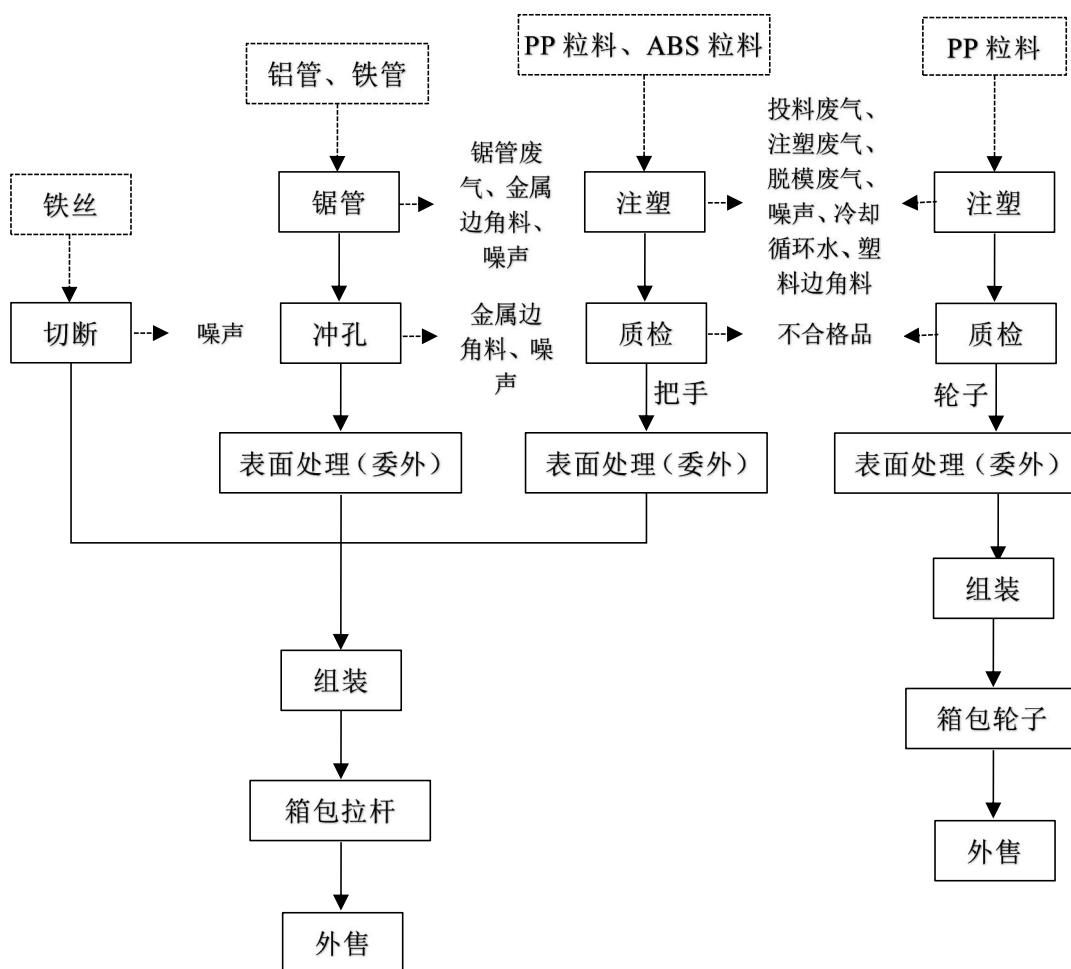 PP 粒料、ABS 粒料
PP 粒料
铝管、铁管
投料废气、
注塑废气、
脱模废气、
噪声、冷却
循环水、塑
料边角料
锯管废
气、金属
边角料、
噪声
铁丝
锯管
注塑
注塑
切断
噪声
冲孔
金属边
角料、噪
声
质检
不合格品
质检
把手
轮子
表面处理（委外）
表面处理（委外）
表面处理（委外）
组装
组装
箱包轮子
箱包拉杆
外售
外售